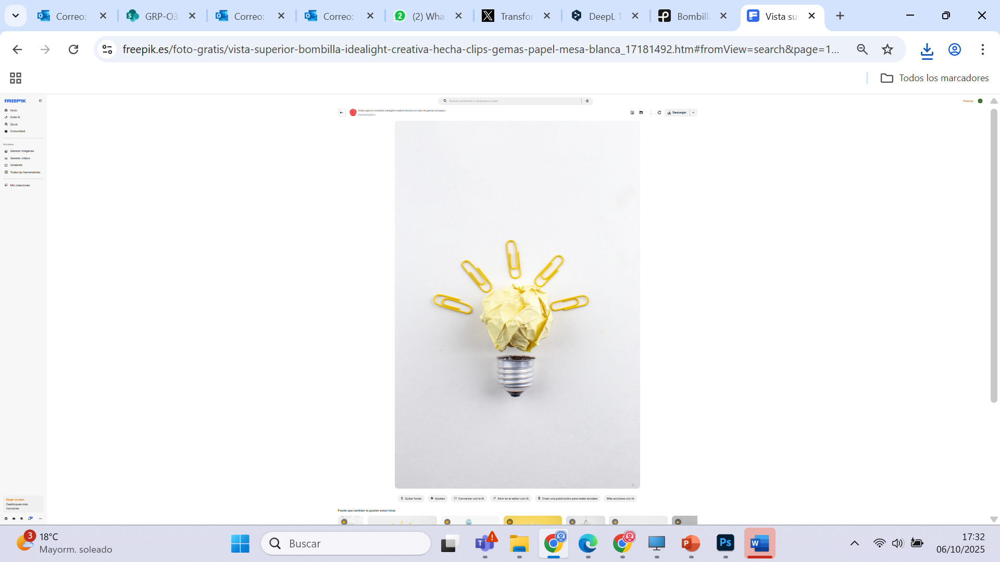 Correo:
GRP-O3
Correo:
Correo:
(2) Wha
Transfor
DeepL T
Bombill
Vista su
freepik.es/foto-gratis/vista-superior-bombilla-idealight-creativa-hecha-clips-gemas-papel-mesa-blanca_17181492.htm#fromView=search&page=1...
Todos los marcadores
FREEPIK
Busca contenido o empieza a crear
Precios
Inicio
Suite IA
Stock
Comunidad
Vista superior bombilla idealight creativa hecha con clips de gemas de papel...
Descargar
Anclados
Generar imágenes
Generar vídeos
Asistente
Todas las herramientas
Mis creaciones
Elegir un plan
Desbloquea más
funciones
Quitar fondo
Ajustes
Conversar con la IA
Abrir en el editor con IA
Crear una publicación para redes sociales
Más acciones con IA
Puede que también te gusten estas fotos
3
18°C
Mayorm. soleado
Buscar
17:32
06/10/2025